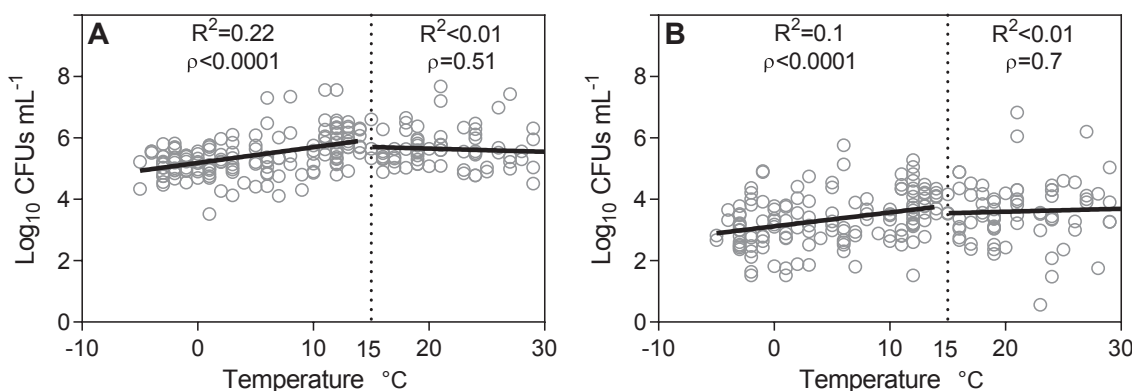 A
R²=0.22
ρ<0.0001
R²<0.01
ρ=0.51
Log₁₀ CFUs mL⁻¹
8
6
4
2
0
-10 0 10 15 20 30
Temperature °C
B
R²=0.1
ρ<0.0001
R²<0.01
ρ=0.7
Log₁₀ CFUs mL⁻¹
8
6
4
2
0
-10 0 10 15 20 30
Temperature °C